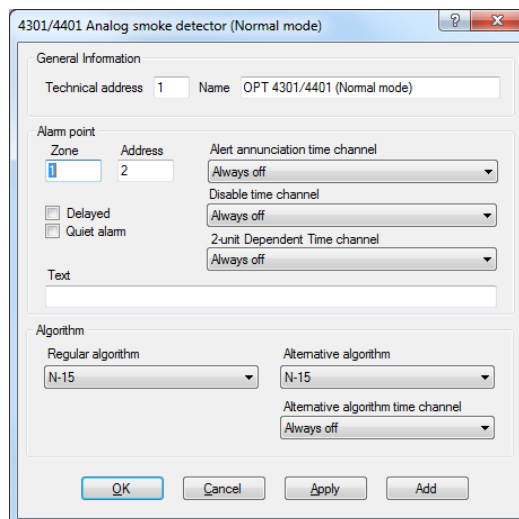 4301/4401 Analog smoke detector (Normal mode)
General Information
Technical address 1 Name OPT 4301/4401 (Normal mode)
Alarm point
Zone Address Alert annunciation time channel
1 2 Always off
Disable time channel
Delayed Always off
Quiet alarm
2-unit Dependent Time channel
Always off
Text
Algorithm
Regular algorithm Alternative algorithm
N-15 N-15
Alternative algorithm time channel
Always off
OK Cancel Apply Add